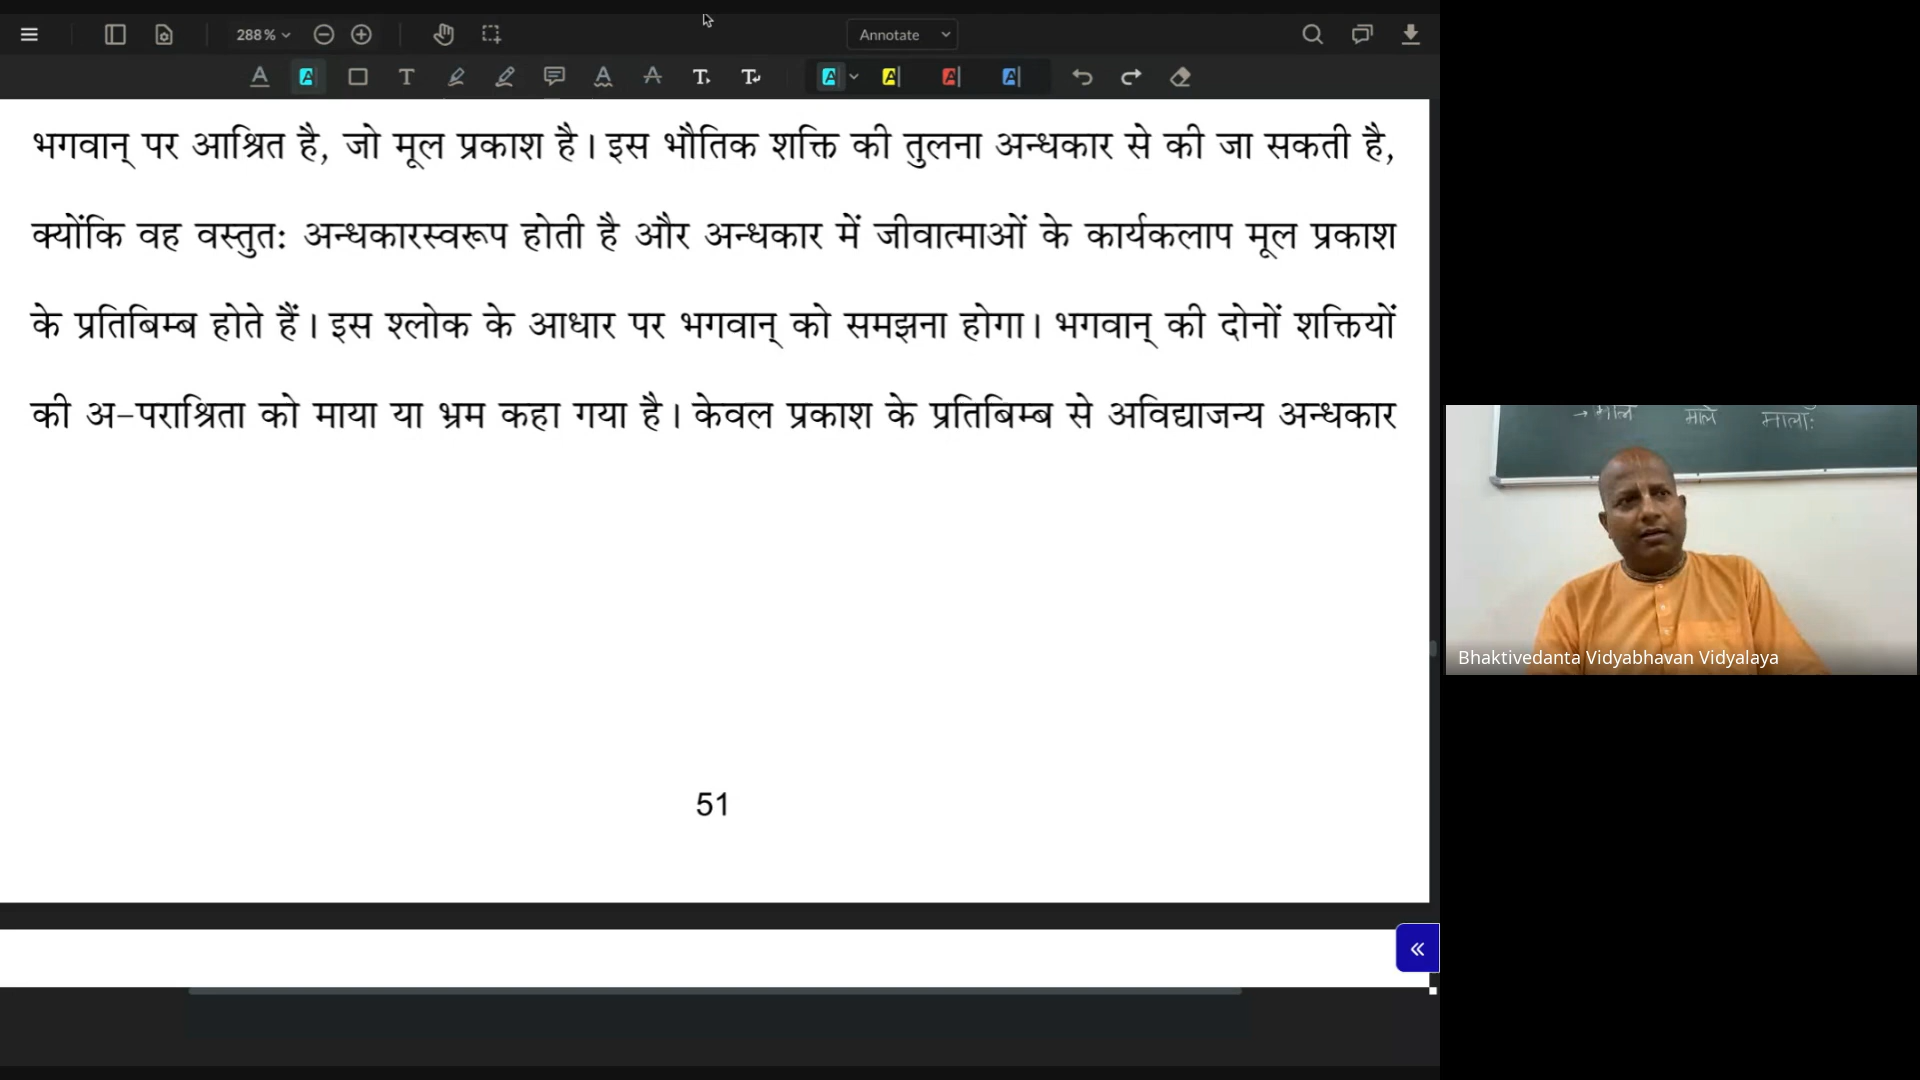 288%
Annotate
भगवान् पर आश्रित है, जो मूल प्रकाश है। इस भौतिक शक्ति की तुलना अन्धकार से की जा सकती है,
क्योंकि वह वस्तुतः अन्धकारस्वरूप होती है और अन्धकार में जीवात्माओं के कार्यकलाप मूल प्रकाश
के प्रतिबिम्ब होते हैं। इस श्लोक के आधार पर भगवान् को समझना होगा। भगवान् की दोनों शक्तियों
की अ-पराश्रिता को माया या भ्रम कहा गया है। केवल प्रकाश के प्रतिबिम्ब से अविद्याजन्य अन्धकार
51
माले मालाः
Bhaktivedanta Vidyabhavan Vidyalaya